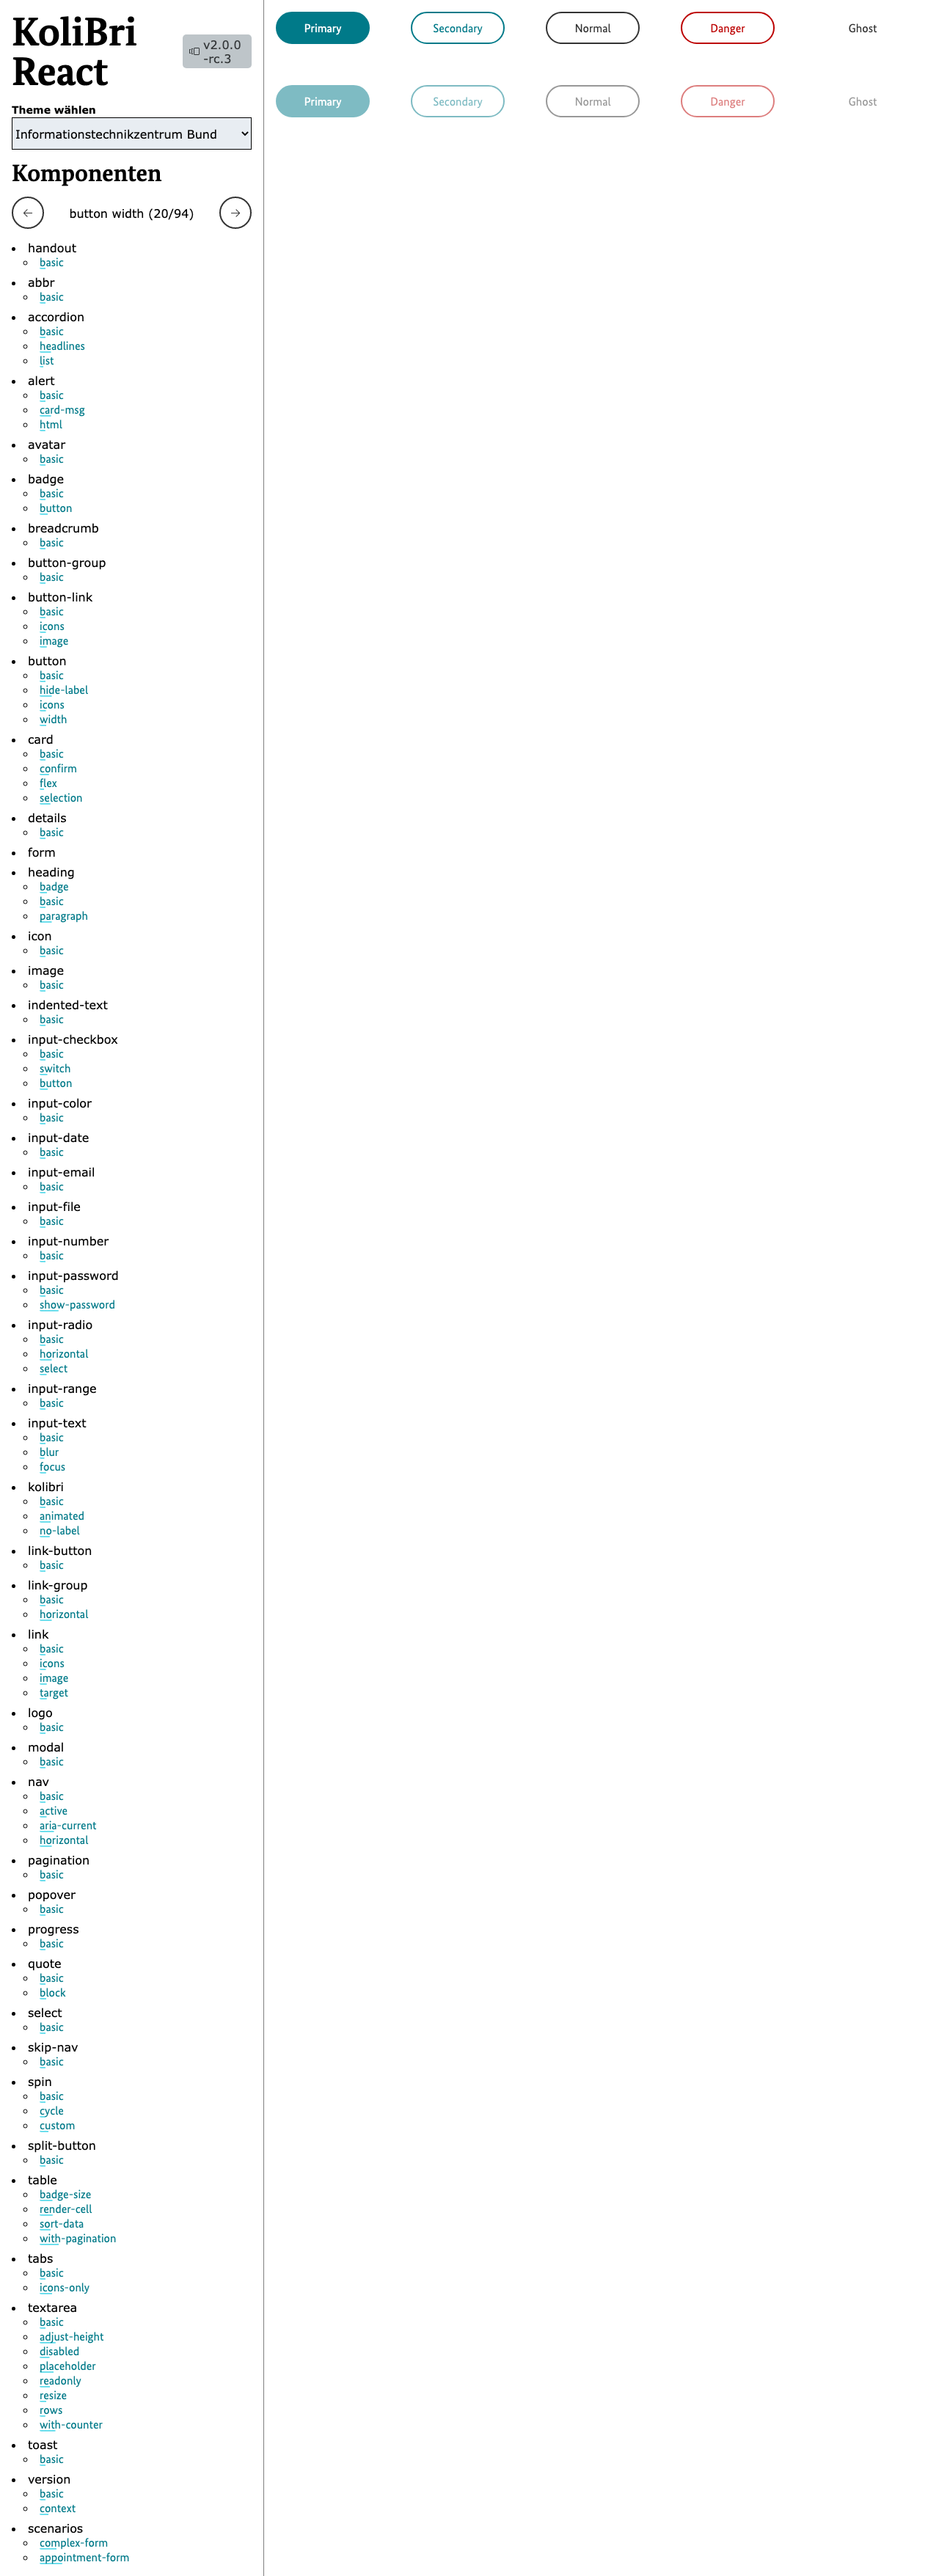 KoliBri
React
v2.0.0
-rc.3
Theme wählen
Informationstechnikzentrum Bund
Komponenten
button width (20/94)
handout
basic
abbr
basic
accordion
basic
headlines
list
alert
basic
card-msg
html
avatar
basic
badge
basic
button
breadcrumb
basic
button-group
basic
button-link
basic
icons
image
button
basic
hide-label
icons
width
card
basic
confirm
flex
selection
details
basic
form
heading
badge
basic
paragraph
icon
basic
image
basic
indented-text
basic
input-checkbox
basic
switch
button
input-color
basic
input-date
basic
input-email
basic
input-file
basic
input-number
basic
input-password
basic
show-password
input-radio
basic
horizontal
select
input-range
basic
input-text
basic
blur
focus
kolibri
basic
animated
no-label
link-button
basic
link-group
basic
horizontal
link
basic
icons
image
target
logo
basic
modal
basic
nav
basic
active
aria-current
horizontal
pagination
basic
popover
basic
progress
basic
quote
basic
block
select
basic
skip-nav
basic
spin
basic
cycle
custom
split-button
basic
table
badge-size
render-cell
sort-data
with-pagination
tabs
basic
icons-only
textarea
basic
adjust-height
disabled
placeholder
readonly
resize
rows
with-counter
toast
basic
version
basic
context
scenarios
complex-form
appointment-form
Primary Secondary Normal Danger Ghost
Primary Secondary Normal Danger Ghost